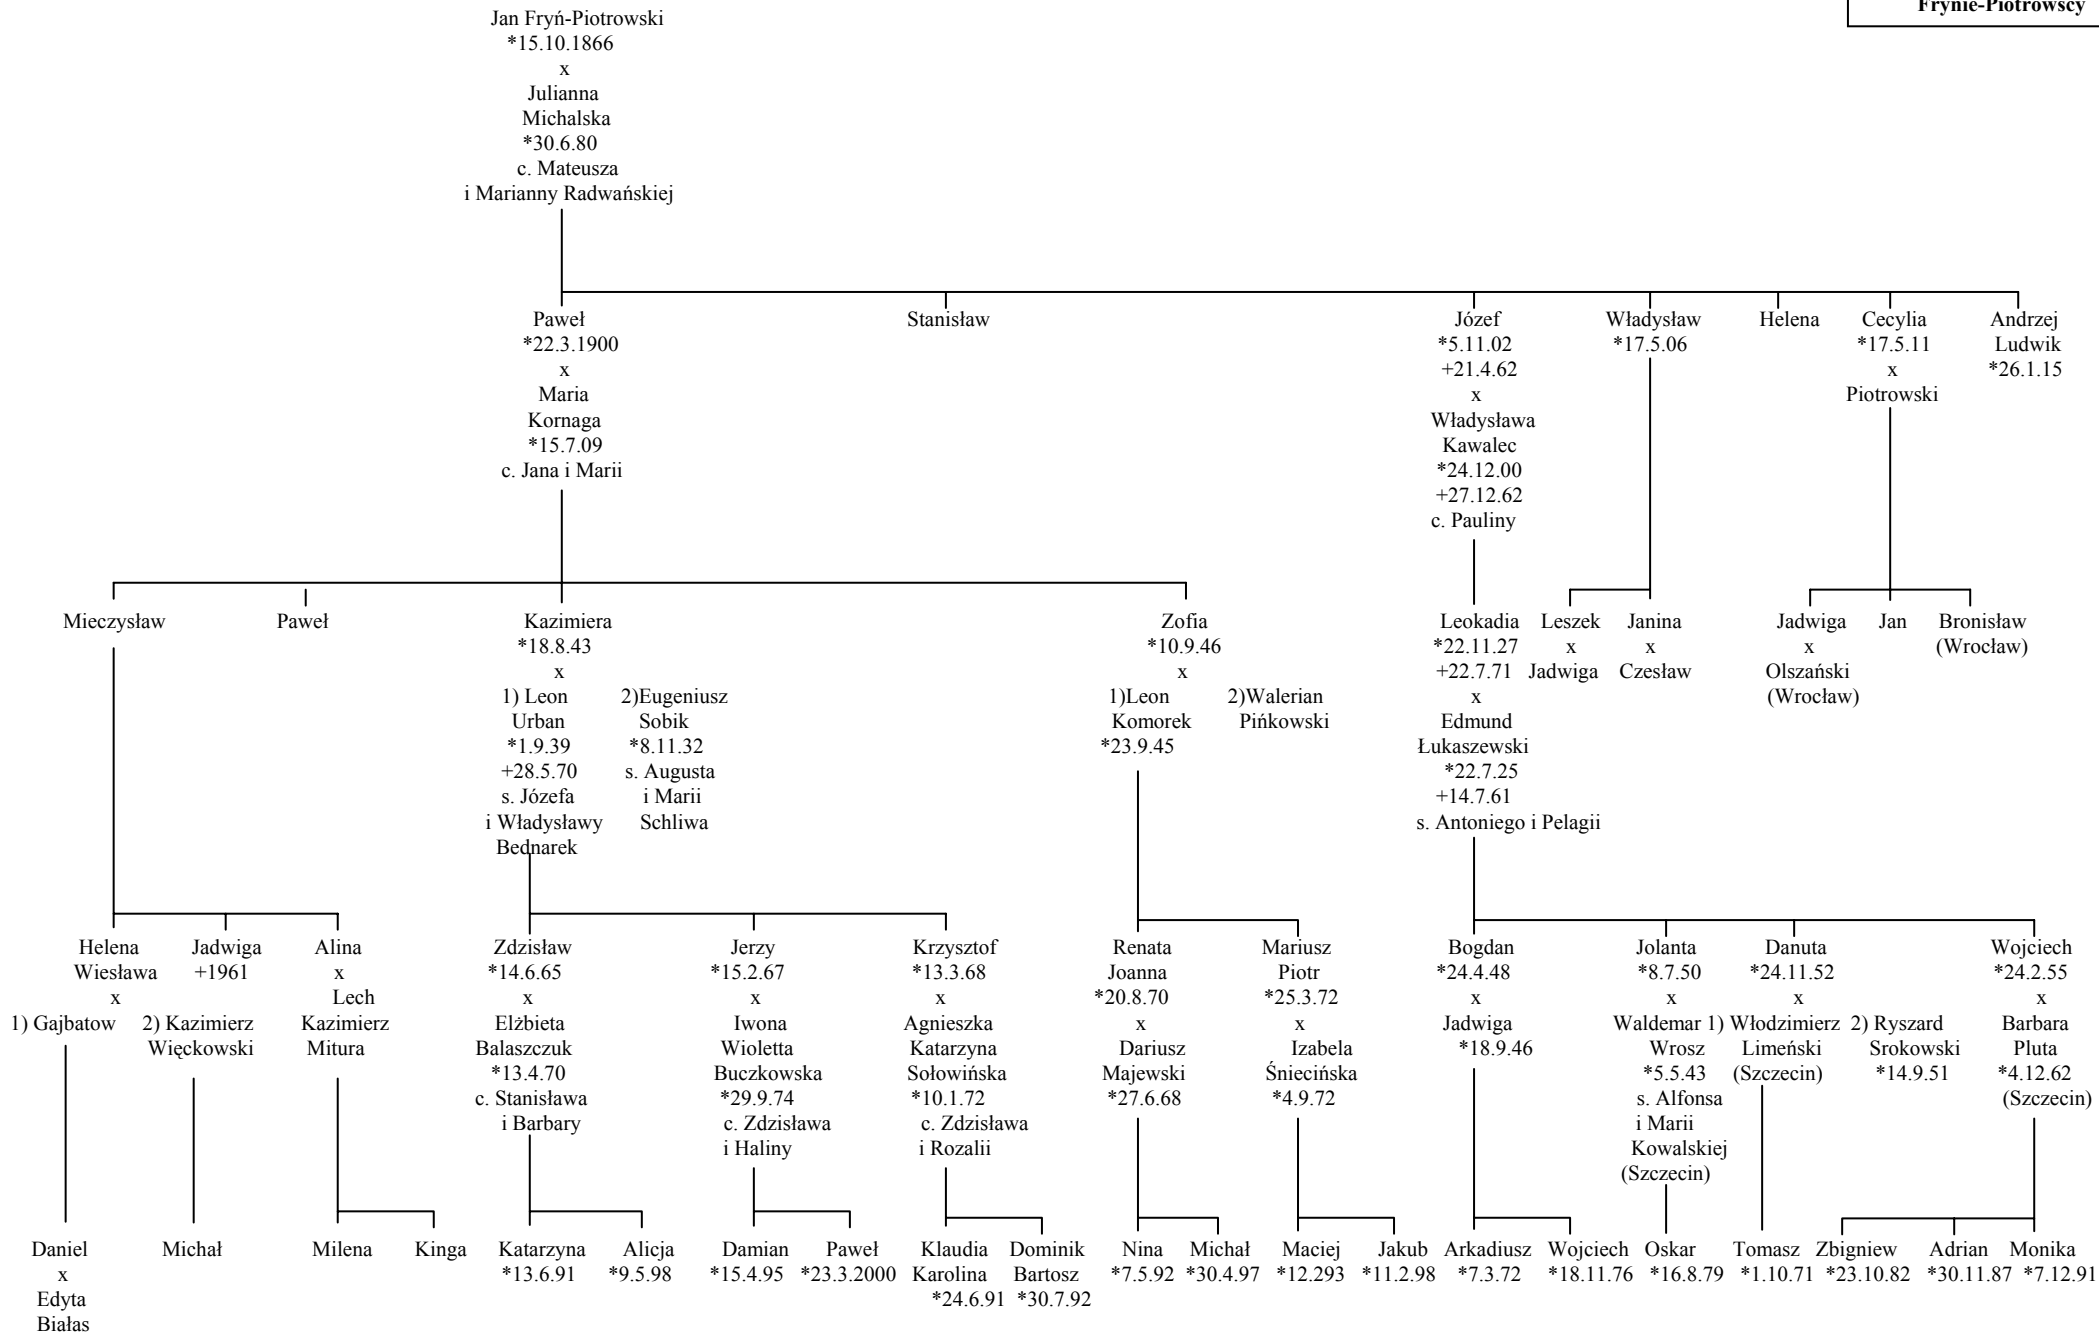 Frynie-Piotrowscy
Jan Fryń-Piotrowski
*15.10.1866
x
Julianna
Michalska
*30.6.80
c. Mateusza
i Marianny Radwańskiej
Paweł
*22.3.1900
x
Maria
Kornaga
*15.7.09
c. Jana i Marii
Stanisław
Józef
*5.11.02
+21.4.62
x
Władysława
Kawalec
*24.12.00
+27.12.62
c. Pauliny
Władysław
*17.5.06
Helena
Cecylia
*17.5.11
x
Piotrowski
Andrzej
Ludwik
*26.1.15
Mieczysław
Paweł
Kazimiera
*18.8.43
x
1) Leon
Urban
*1.9.39
+28.5.70
s. Józefa
i Władysławy
Bednarek
2)Eugeniusz
Sobik
*8.11.32
s. Augusta
i Marii
Schliwa
Zofia
*10.9.46
x
1)Leon
Komorek
*23.9.45
2)Walerian
Pińkowski
Leokadia
*22.11.27
+22.7.71
x
Edmund
Łukaszewski
*22.7.25
+14.7.61
s. Antoniego i Pelagii
Leszek
x
Jadwiga
Janina
x
Czesław
Jadwiga
x
Olszański
(Wrocław)
Jan
Bronisław
(Wrocław)
Helena
Wiesława
x
1) Gajbatow
2) Kazimierz
Więckowski
Jadwiga
+1961
Alina
x
Lech
Kazimierz
Mitura
Zdzisław
*14.6.65
x
Elżbieta
Balaszczuk
*13.4.70
c. Stanisława
i Barbary
Jerzy
*15.2.67
x
Iwona
Wioletta
Buczkowska
*29.9.74
c. Zdzisława
i Haliny
Krzysztof
*13.3.68
x
Agnieszka
Katarzyna
Sołowińska
*10.1.72
c. Zdzisława
i Rozalii
Renata
Joanna
*20.8.70
x
Dariusz
Majewski
*27.6.68
Mariusz
Piotr
*25.3.72
x
Izabela
Śniecińska
*4.9.72
Bogdan
*24.4.48
x
Jadwiga
*18.9.46
Jolanta
*8.7.50
x
Waldemar
Wrosz
*5.5.43
s. Alfonsa
i Marii
Kowalskiej
(Szczecin)
Danuta
*24.11.52
x
1) Włodzimierz
Limeński
(Szczecin)
2) Ryszard
Srokowski
*14.9.51
Wojciech
*24.2.55
x
Barbara
Pluta
*4.12.62
(Szczecin)
Daniel
x
Edyta
Białas
Michał
Milena
Kinga
Katarzyna
*13.6.91
Alicja
*9.5.98
Damian
*15.4.95
Paweł
*23.3.2000
Klaudia
Karolina
*24.6.91
Dominik
Bartosz
*30.7.92
Nina
*7.5.92
Michał
*30.4.97
Maciej
*12.293
Jakub
*11.2.98
Arkadiusz
*7.3.72
Wojciech
*18.11.76
Oskar
*16.8.79
Tomasz
*1.10.71
Zbigniew
*23.10.82
Adrian
*30.11.87
Monika
*7.12.91